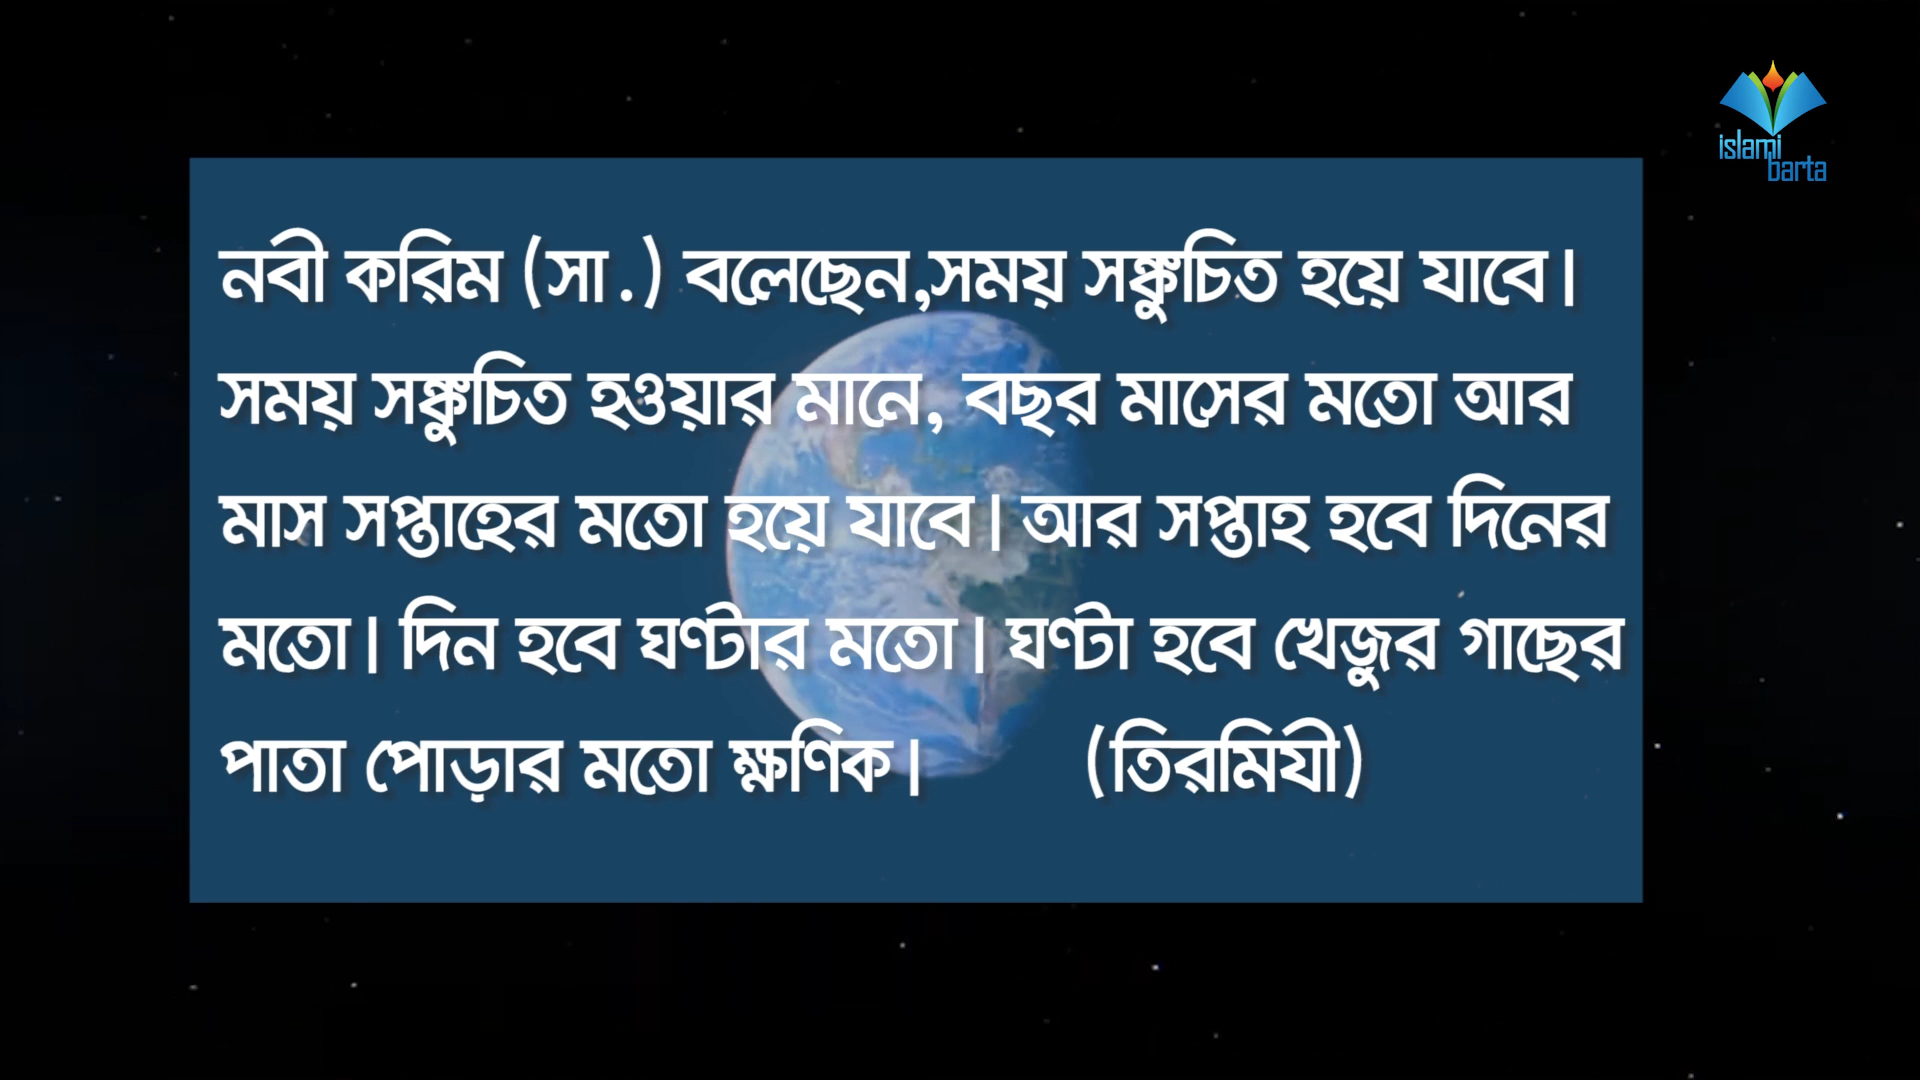 islami
barta
নবী করিম (সা.) বলেছেন,সময় সঙ্কুচিত হয়ে যাবে।
সময় সঙ্কুচিত হওয়ার মানে, বছর মাসের মতো আর
মাস সপ্তাহের মতো হয়ে যাবে। আর সপ্তাহ হবে দিনের
মতো। দিন হবে ঘণ্টার মতো। ঘণ্টা হবে খেজুর গাছের
পাতা পোড়ার মতো ক্ষণিক। (তিরমিযী)